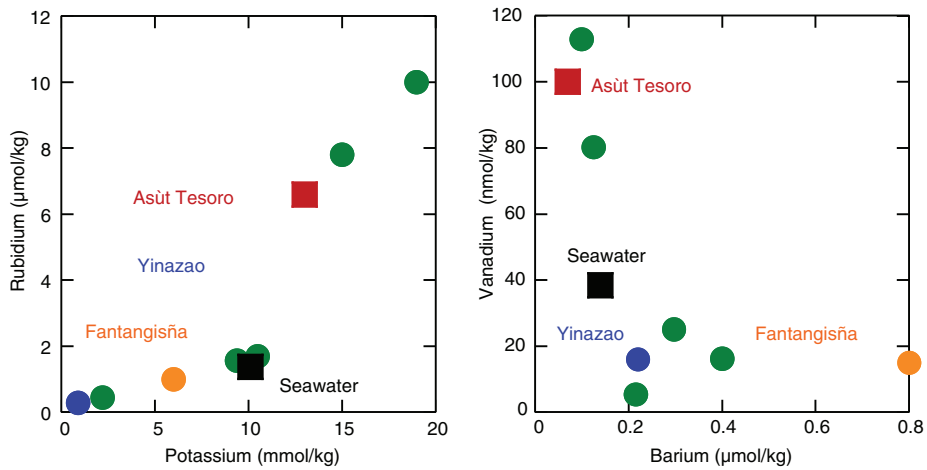 12
10
8
6
4
2
0
Rubidium (µmol/kg)
Asùt Tesoro
Yinazao
Fantangisña
Seawater
0 5 10 15 20
Potassium (mmol/kg)
120
100
80
60
40
20
0
Vanadium (nmol/kg)
Asùt Tesoro
Seawater
Yinazao Fantangisña
0 0.2 0.4 0.6 0.8
Barium (µmol/kg)